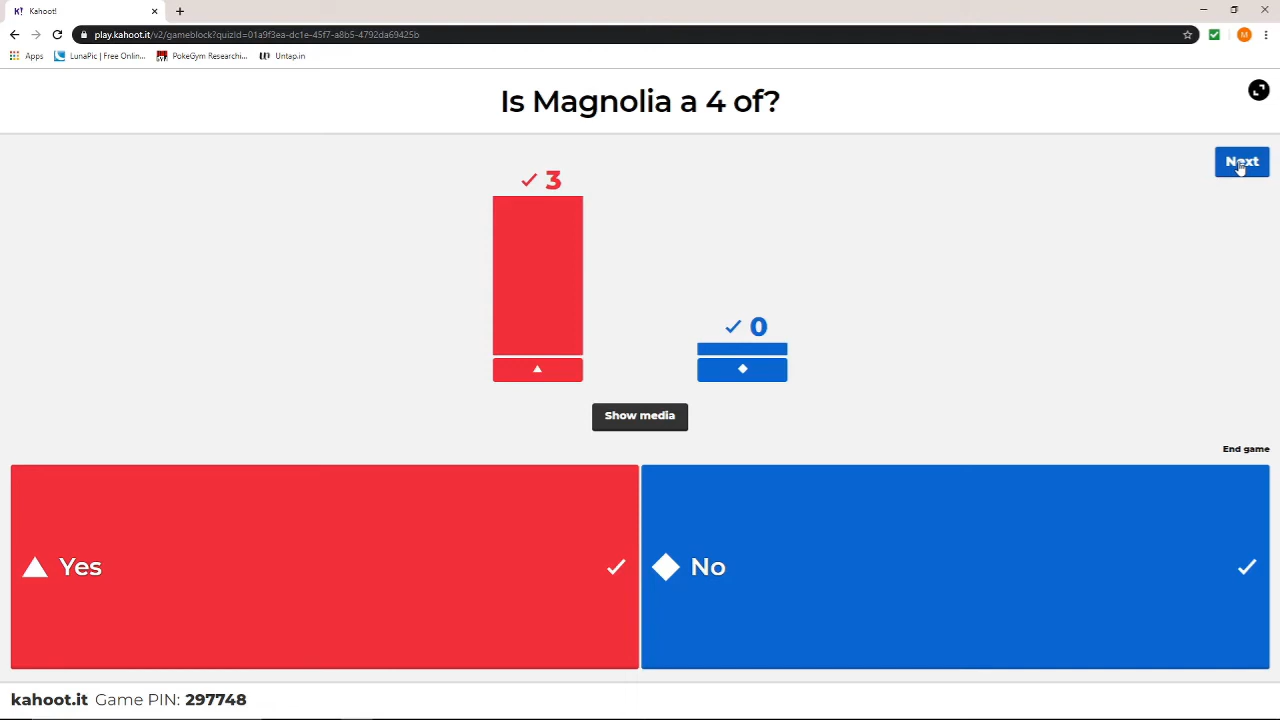 Kahoot!
play.kahoot.it/v2/gameblock?quizId=01a9f3ea-dc1e-45f7-a8b5-4792da69425b
M
Apps
LunaPic | Free Onlin...
PokeGym Researchi...
Untap.in
Is Magnolia a 4 of?
Next
3
0
Show media
End game
Yes
No
kahoot.it Game PIN: 297748